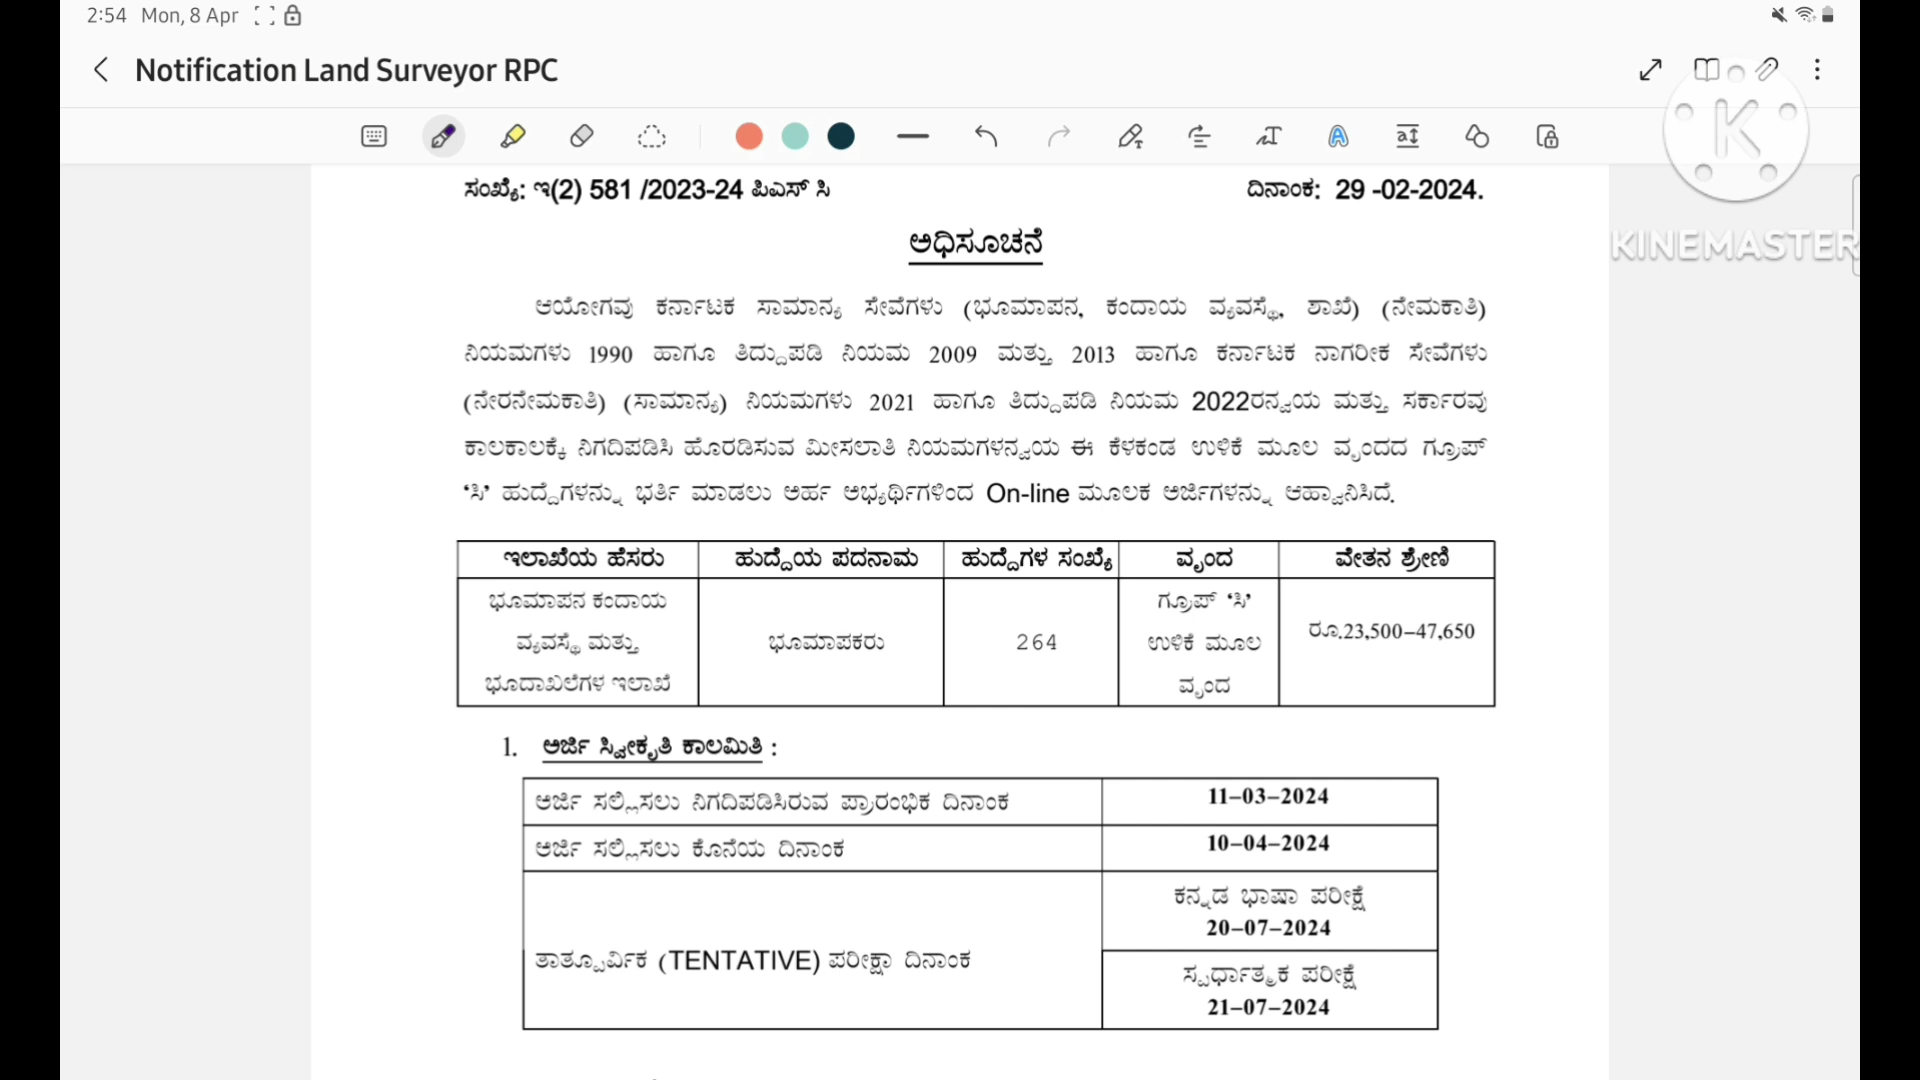 2:54 Mon, 8 Apr
Notification Land Surveyor RPC
K
KINEMASTER
ಸಂಖ್ಯೆ: ಇ(2) 581 /2023-24 ಪಿಎಸ್ ಸಿ ದಿನಾಂಕ: 29 -02-2024.
ಅಧಿಸೂಚನೆ
ಆಯೋಗವು ಕರ್ನಾಟಕ ಸಾಮಾನ್ಯ ಸೇವೆಗಳು (ಭೂಮಾಪನ, ಕಂದಾಯ ವ್ಯವಸ್ಥೆ, ಶಾಖೆ) (ನೇಮಕಾತಿ)
ನಿಯಮಗಳು 1990 ಹಾಗೂ ತಿದ್ದುಪಡಿ ನಿಯಮ 2009 ಮತ್ತು 2013 ಹಾಗೂ ಕರ್ನಾಟಕ ನಾಗರೀಕ ಸೇವೆಗಳು
(ನೇರನೇಮಕಾತಿ) (ಸಾಮಾನ್ಯ) ನಿಯಮಗಳು 2021 ಹಾಗೂ ತಿದ್ದುಪಡಿ ನಿಯಮ 2022ರನ್ವಯ ಮತ್ತು ಸರ್ಕಾರವು
ಕಾಲಕಾಲಕ್ಕೆ ನಿಗದಿಪಡಿಸಿ ಹೊರಡಿಸುವ ಮೀಸಲಾತಿ ನಿಯಮಗಳನ್ವಯ ಈ ಕೆಳಕಂಡ ಉಳಿಕೆ ಮೂಲ ವೃಂದದ ಗ್ರೂಪ್
‘ಸಿ’ ಹುದ್ದೆಗಳನ್ನು ಭರ್ತಿ ಮಾಡಲು ಅರ್ಹ ಅಭ್ಯರ್ಥಿಗಳಿಂದ On-line ಮೂಲಕ ಅರ್ಜಿಗಳನ್ನು ಆಹ್ವಾನಿಸಿದೆ.
ಇಲಾಖೆಯ ಹೆಸರು ಹುದ್ದೆಯ ಪದನಾಮ ಹುದ್ದೆಗಳ ಸಂಖ್ಯೆ ವೃಂದ ವೇತನ ಶ್ರೇಣಿ
ಭೂಮಾಪನ ಕಂದಾಯ
ವ್ಯವಸ್ಥೆ ಮತ್ತು
ಭೂದಾಖಲೆಗಳ ಇಲಾಖೆ
ಭೂಮಾಪಕರು
264
ಗ್ರೂಪ್ ‘ಸಿ’
ಉಳಿಕೆ ಮೂಲ
ವೃಂದ
ರೂ.23,500–47,650
1. ಅರ್ಜಿ ಸ್ವೀಕೃತಿ ಕಾಲಮಿತಿ :
ಅರ್ಜಿ ಸಲ್ಲಿಸಲು ನಿಗದಿಪಡಿಸಿರುವ ಪ್ರಾರಂಭಿಕ ದಿನಾಂಕ 11–03–2024
ಅರ್ಜಿ ಸಲ್ಲಿಸಲು ಕೊನೆಯ ದಿನಾಂಕ 10–04–2024
ತಾತ್ಪೂರ್ವಿಕ (TENTATIVE) ಪರೀಕ್ಷಾ ದಿನಾಂಕ
ಕನ್ನಡ ಭಾಷಾ ಪರೀಕ್ಷೆ
20–07–2024
ಸ್ಪರ್ಧಾತ್ಮಕ ಪರೀಕ್ಷೆ
21–07–2024